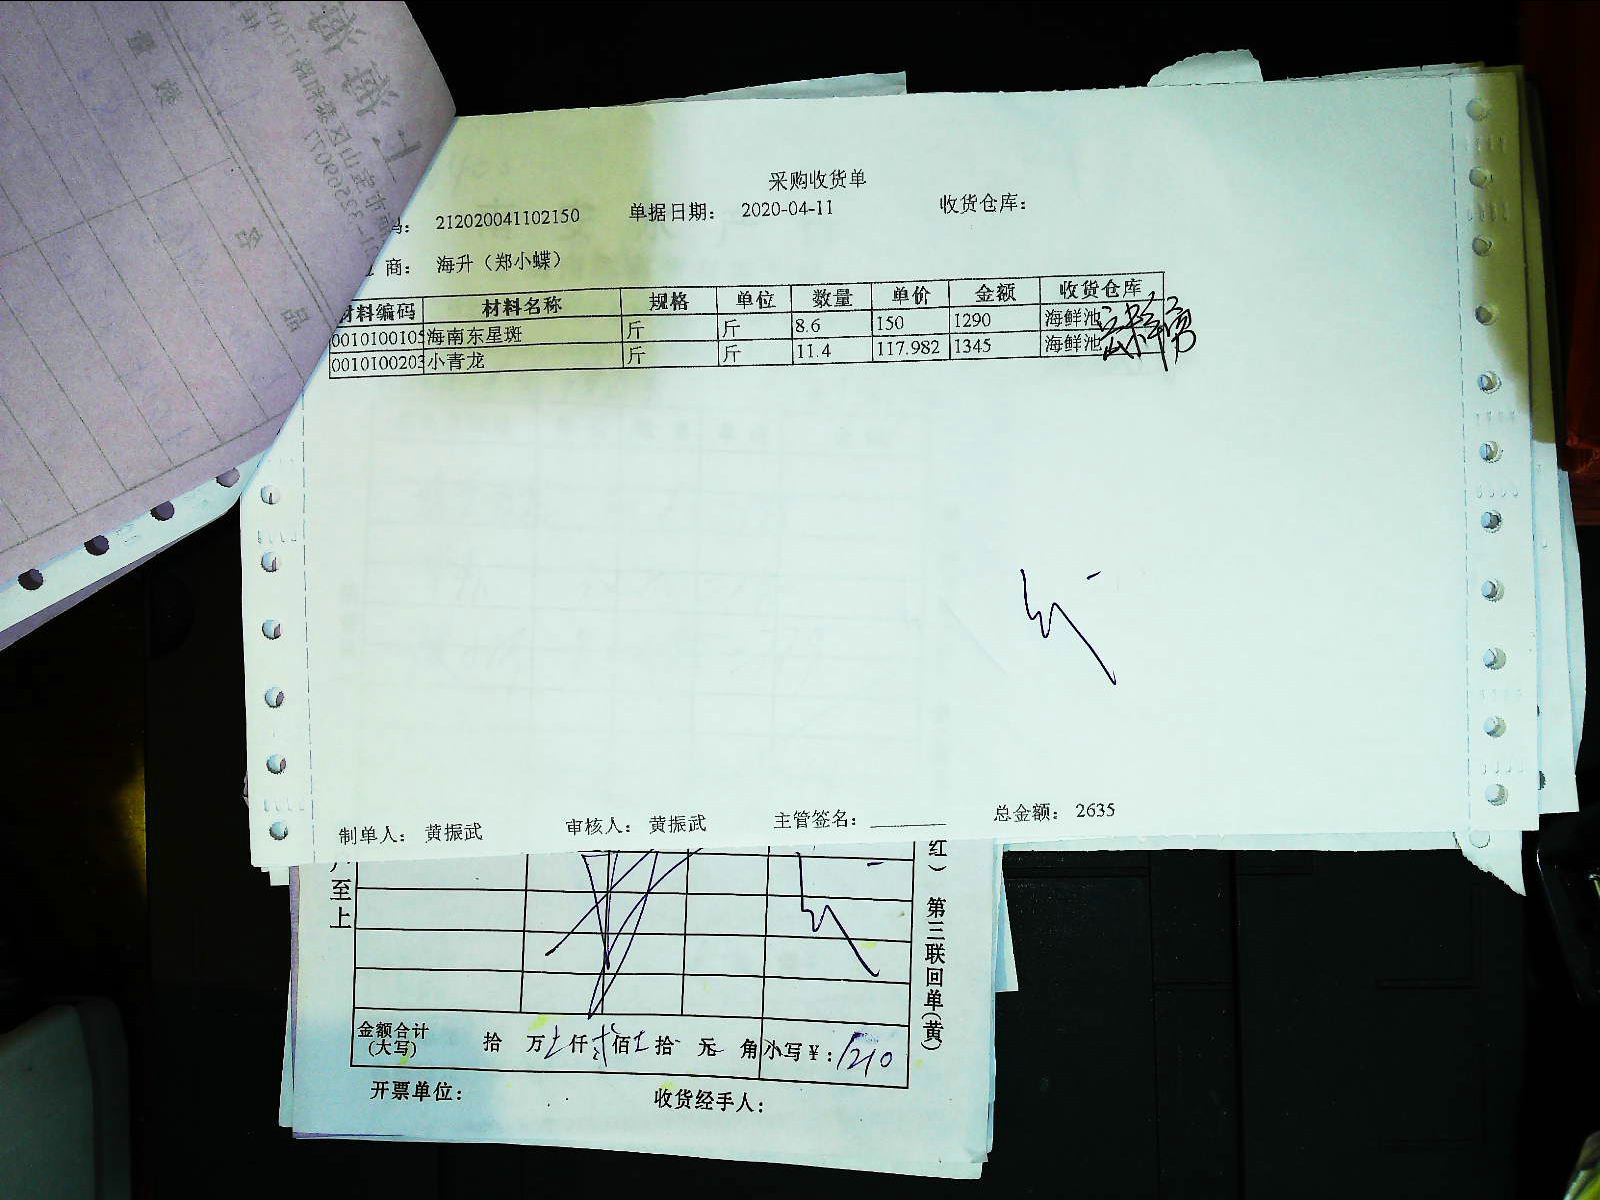 采购收货单
码： 212020041102150 单据日期： 2020-04-11 收货仓库：
商： 海升（郑小蝶）
材料编码 材料名称 规格 单位 数量 单价 金额 收货仓库
0010100105 海南东星斑 斤 斤 8.6 150 1290 海鲜池
0010100203 小青龙 斤 斤 11.4 117.982 1345 海鲜池
制单人： 黄振武 审核人： 黄振武 主管签名： 总金额： 2635
户至上
红） 第三联回单(黄)
金额合计(大写) 拾 万 仟 佰 拾 元 角 小写¥：1210
开票单位： 收货经手人：